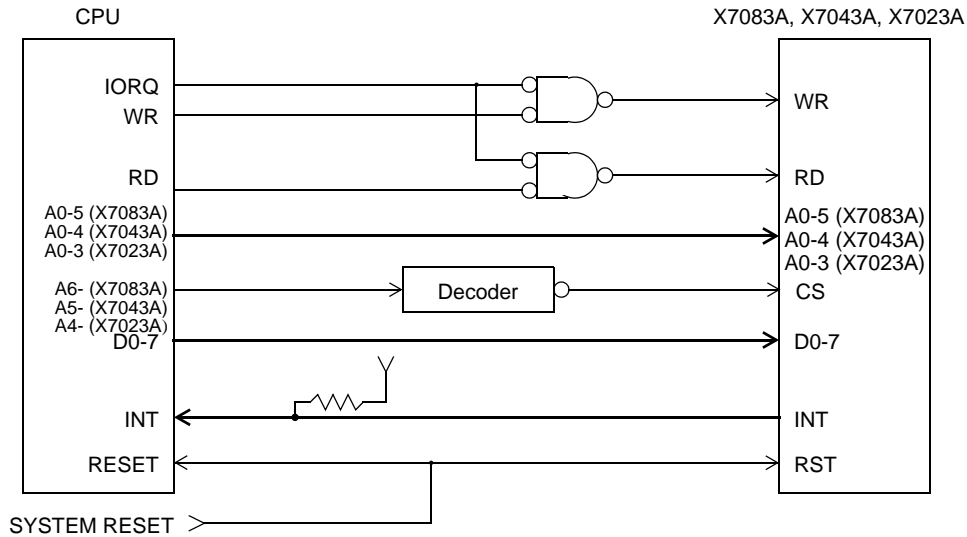 CPU
X7083A, X7043A, X7023A
IORQ
WR
WR
RD
RD
A0-5 (X7083A)
A0-4 (X7043A)
A0-3 (X7023A)
A0-5 (X7083A)
A0-4 (X7043A)
A0-3 (X7023A)
A6- (X7083A)
A5- (X7043A)
A4- (X7023A)
Decoder
CS
D0-7
D0-7
INT
INT
RESET
RST
SYSTEM RESET